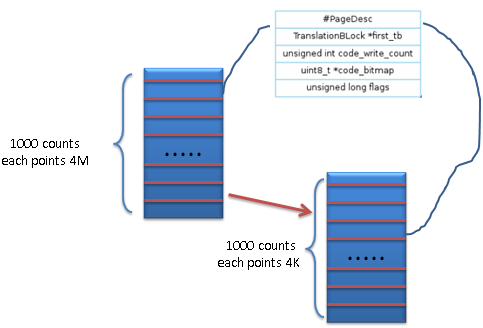 #PageDesc
TranslationBLock *first_tb
unsigned int code_write_count
uint8_t *code_bitmap
unsigned long flags
1000 counts
each points 4M
.....
1000 counts
each points 4K
.....